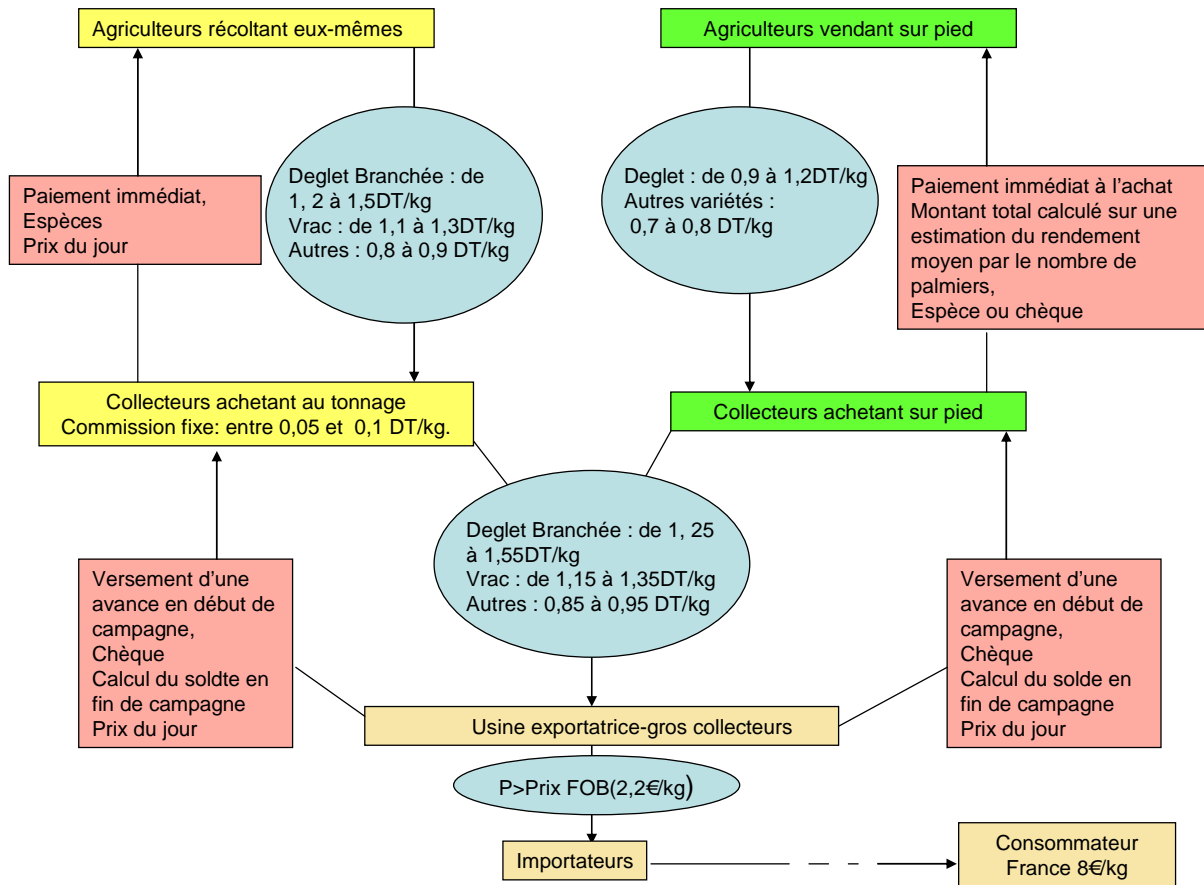 Agriculteurs récoltant eux-mêmes
Agriculteurs vendant sur pied
Deglet Branchée : de
1, 2 à 1,5DT/kg
Vrac : de 1,1 à 1,3DT/kg
Autres : 0,8 à 0,9 DT/kg
Deglet : de 0,9 à 1,2DT/kg
Autres variétés :
0,7 à 0,8 DT/kg
Paiement immédiat,
Espèces
Prix du jour
Paiement immédiat à l’achat
Montant total calculé sur une
estimation du rendement
moyen par le nombre de
palmiers,
Espèce ou chèque
Collecteurs achetant au tonnage
Commission fixe: entre 0,05 et 0,1 DT/kg.
Collecteurs achetant sur pied
Deglet Branchée : de 1, 25
à 1,55DT/kg
Vrac : de 1,15 à 1,35DT/kg
Autres : 0,85 à 0,95 DT/kg
Versement d’une
avance en début de
campagne,
Chèque
Calcul du soldte en
fin de campagne
Prix du jour
Versement d’une
avance en début de
campagne,
Chèque
Calcul du solde en
fin de campagne
Prix du jour
Usine exportatrice-gros collecteurs
P>Prix FOB(2,2€/kg)
Importateurs
Consommateur
France 8€/kg